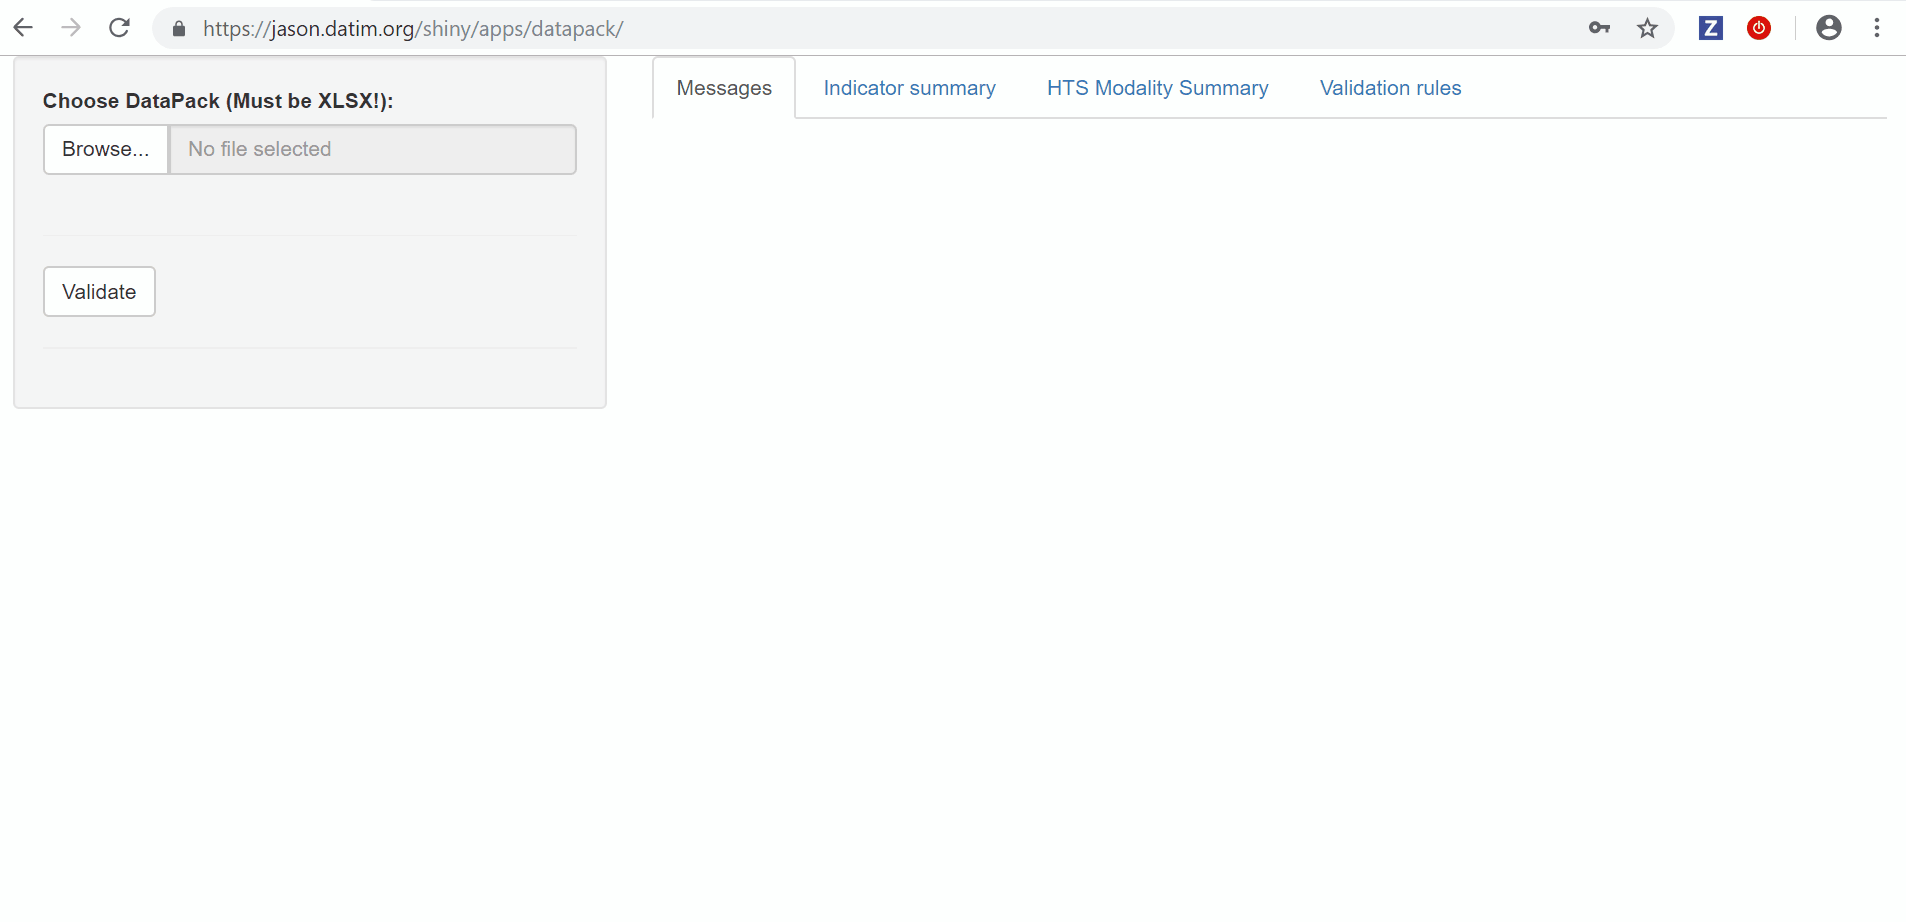 https://jason.datim.org/shiny/apps/datapack/
Z
Choose DataPack (Must be XLSX!):
Browse... No file selected
Validate
Messages Indicator summary HTS Modality Summary Validation rules